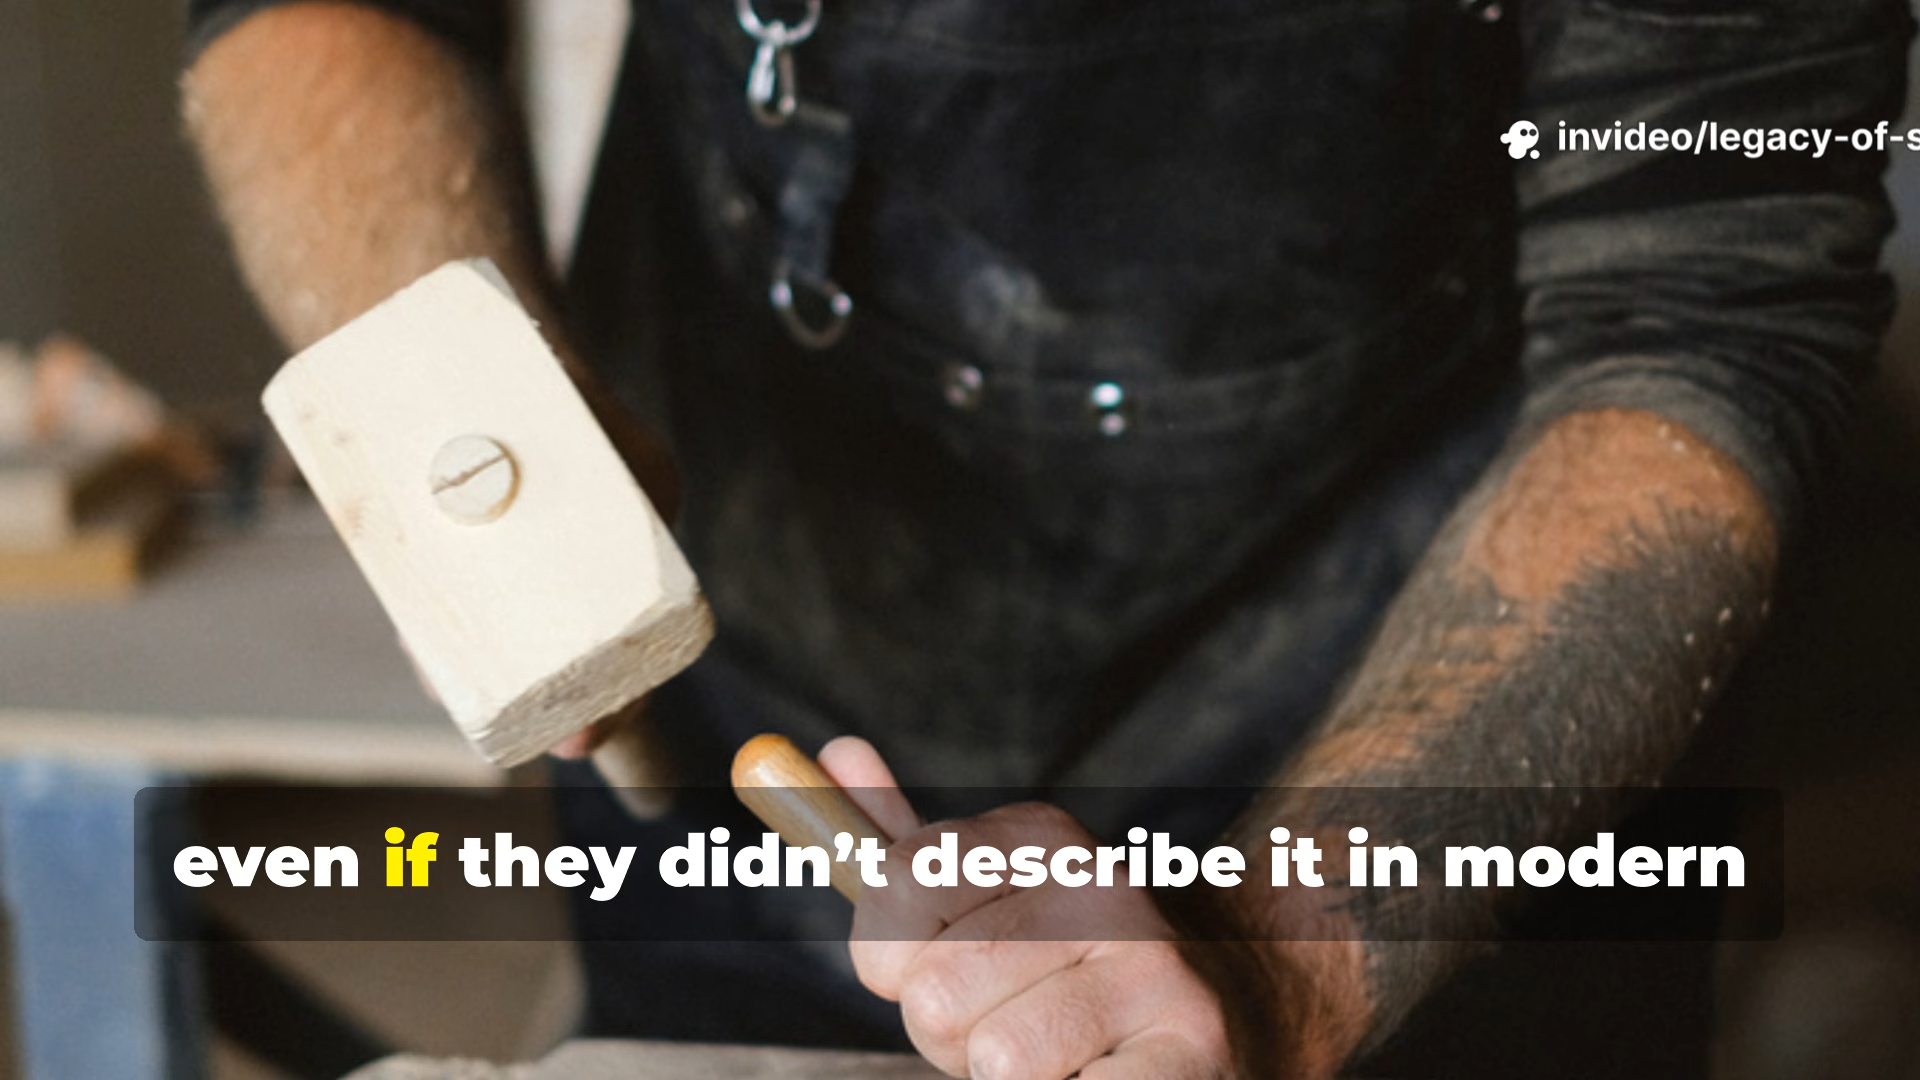 invideo/legacy-of-s
even if they didn’t describe it in modern